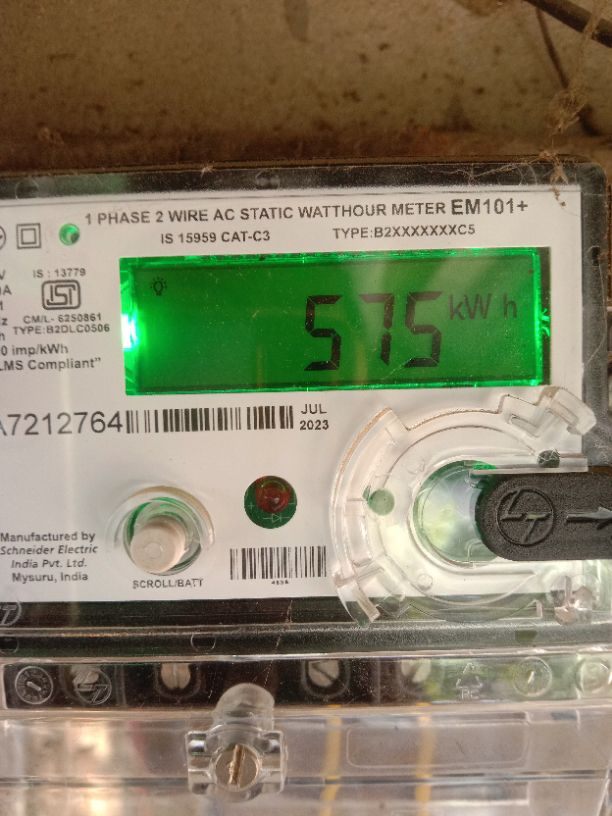 1 PHASE 2 WIRE AC STATIC WATTHOUR METER EM101+
IS 15959 CAT-C3 TYPE:B2XXXXXXXC5
IS : 13779
ISI
CM/L- 6250861
TYPE:B2DLC0506
0 imp/kWh
LMS Compliant"
575 kW h
A7212764
JUL
2023
Manufactured by
Schneider Electric
India Pvt. Ltd.
Mysuru, India
SCROLL/BATT
LT